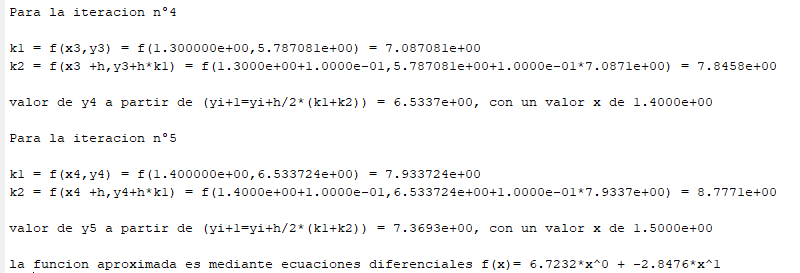 Para la iteracion n°4
k1 = f(x3,y3) = f(1.300000e+00,5.787081e+00) = 7.087081e+00
k2 = f(x3 +h,y3+h*k1) = f(1.3000e+00+1.0000e-01,5.787081e+00+1.0000e-01*7.0871e+00) = 7.8458e+00
valor de y4 a partir de (yi+1=yi+h/2*(k1+k2)) = 6.5337e+00, con un valor x de 1.4000e+00
Para la iteracion n°5
k1 = f(x4,y4) = f(1.400000e+00,6.533724e+00) = 7.933724e+00
k2 = f(x4 +h,y4+h*k1) = f(1.4000e+00+1.0000e-01,6.533724e+00+1.0000e-01*7.9337e+00) = 8.7771e+00
valor de y5 a partir de (yi+1=yi+h/2*(k1+k2)) = 7.3693e+00, con un valor x de 1.5000e+00
la funcion aproximada es mediante ecuaciones diferenciales f(x)= 6.7232*x^0 + -2.8476*x^1